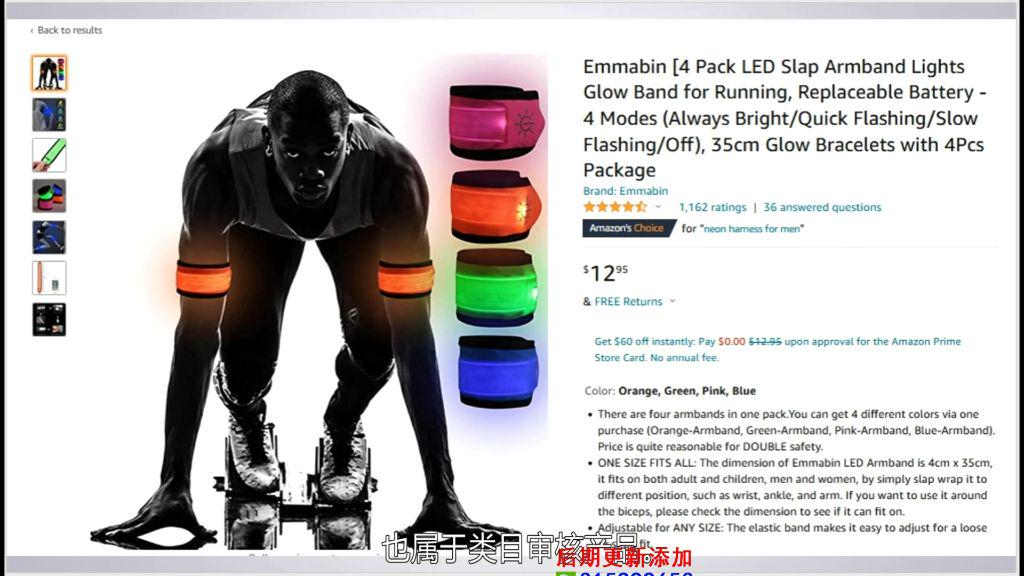 ‹ Back to results
Emmabin [4 Pack LED Slap Armband Lights
Glow Band for Running, Replaceable Battery -
4 Modes (Always Bright/Quick Flashing/Slow
Flashing/Off), 35cm Glow Bracelets with 4Pcs
Package
Brand: Emmabin
1,162 ratings | 36 answered questions
Amazon's Choice for "neon harness for men"
$12 95
& FREE Returns
Get $60 off instantly: Pay $0.00 $12.95 upon approval for the Amazon Prime
Store Card. No annual fee.
Color: Orange, Green, Pink, Blue
• There are four armbands in one pack.You can get 4 different colors via one
purchase (Orange-Armband, Green-Armband, Pink-Armband, Blue-Armband).
Price is quite reasonable for DOUBLE safety.
• ONE SIZE FITS ALL: The dimension of Emmabin LED Armband is 4cm x 35cm,
it fits on both adult and children, men and women, by simply slap wrap it to
different position, such as wrist, ankle, and arm. If you want to use it around
the biceps, please check the dimension to see if it can fit on.
• Adjustable for ANY SIZE: The elastic band makes it easy to adjust for a loose
fit.
也属于类目审核产品。
后期更新添加